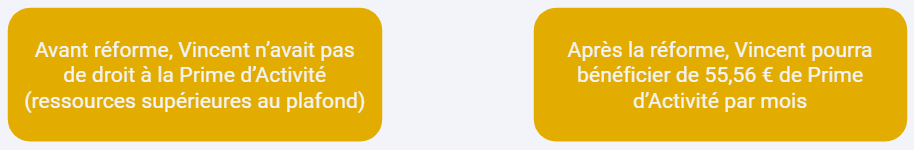 Avant réforme, Vincent n'avait pas
de droit à la Prime d'Activité
(ressources supérieures au plafond)
Après la réforme, Vincent pourra
bénéficier de 55,56 € de Prime
d'Activité par mois